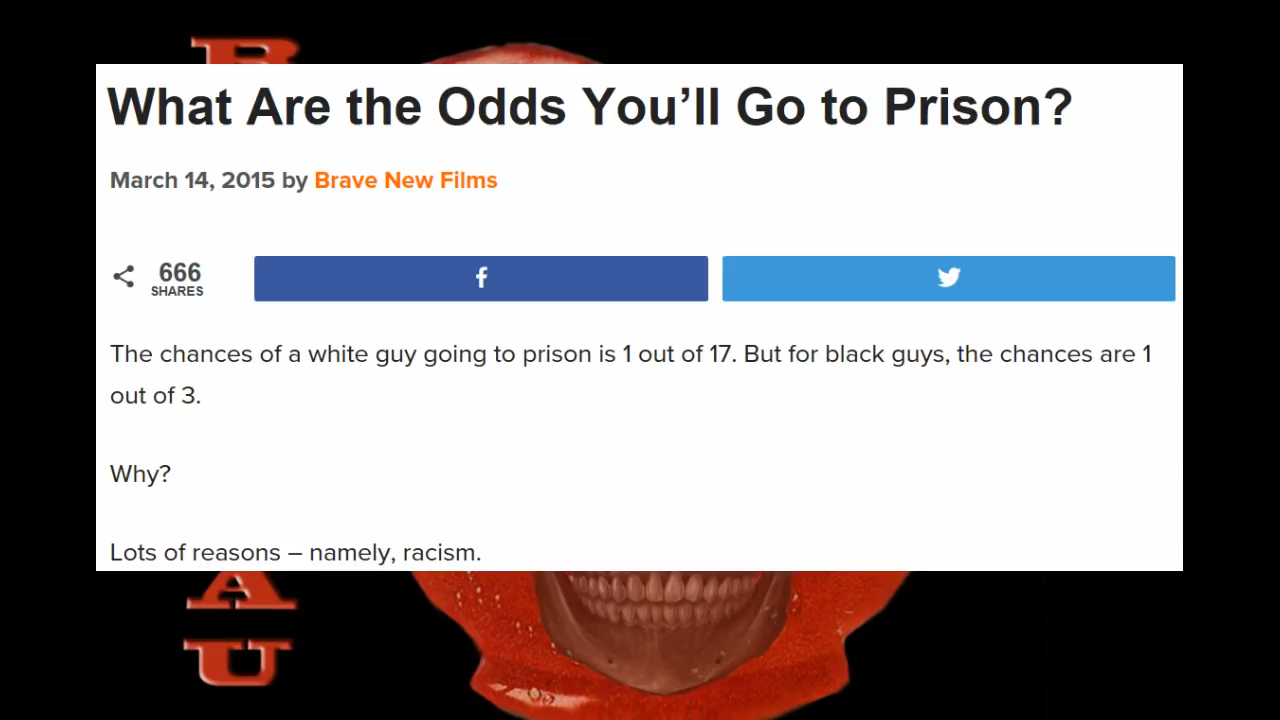 What Are the Odds You’ll Go to Prison?
March 14, 2015 by Brave New Films
666
SHARES
The chances of a white guy going to prison is 1 out of 17. But for black guys, the chances are 1
out of 3.
Why?
Lots of reasons – namely, racism.
A
U